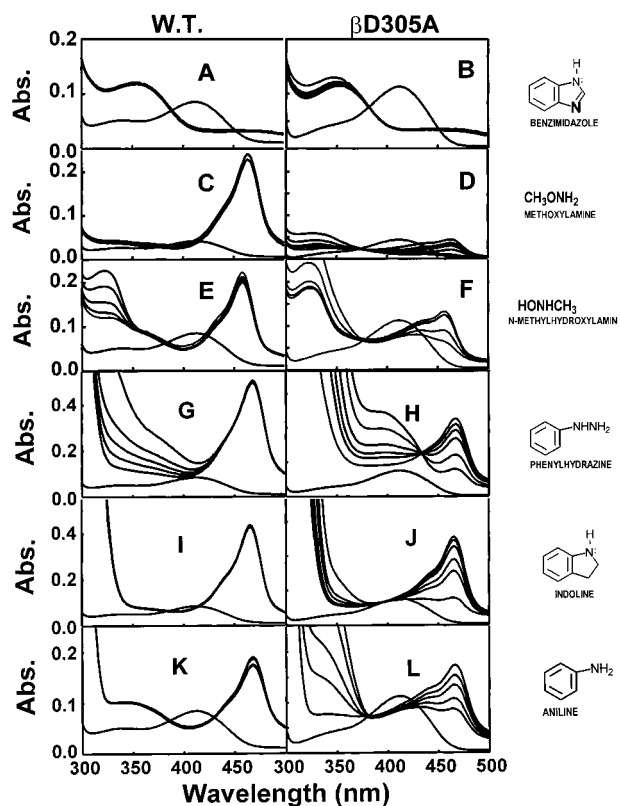 W.T.
βD305A
Abs.
0.2
0.1
0.0
A
B
H
N:
N
BENZIMIDAZOLE
Abs.
0.2
0.1
0.0
C
D
CH₃ONH₂
METHOXYLAMINE
Abs.
0.2
0.1
0.0
E
F
HONHCH₃
N-METHYLHYDROXYLAMIN
Abs.
0.4
0.2
0.0
G
H
NHNH₂
PHENYLHYDRAZINE
Abs.
0.4
0.2
0.0
I
J
H
N:
INDOLINE
Abs.
0.2
0.1
0.0
K
L
NH₂
ANILINE
300 350 400 450 300 350 400 450 500
Wavelength (nm)